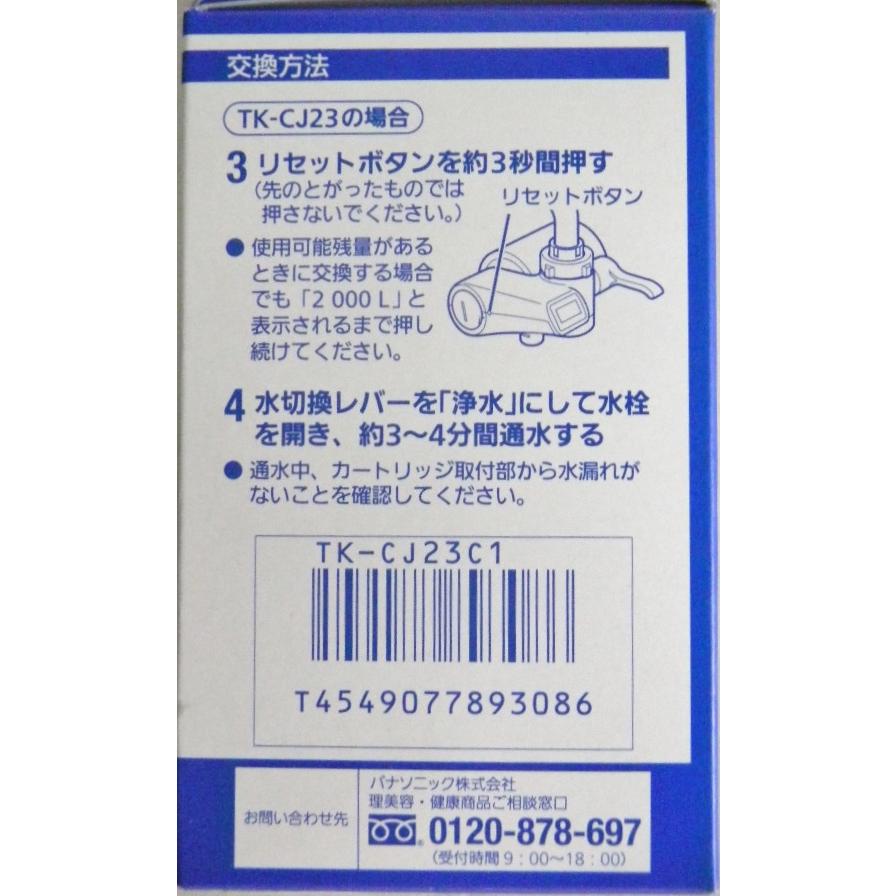 交換方法
TK-CJ23の場合
3 リセットボタンを約3秒間押す
(先のとがったものでは
押さないでください。)
リセットボタン
● 使用可能残量がある
ときに交換する場合
でも「2 000 L」と
表示されるまで押し
続けてください。
4 水切換レバーを「浄水」にして水栓
を開き、約3〜4分間通水する
● 通水中、カートリッジ取付部から水漏れが
ないことを確認してください。
TK-CJ23C1
T4549077893086
お問い合わせ先
パナソニック株式会社
理美容・健康商品ご相談窓口
0120-878-697
(受付時間9:00〜18:00)